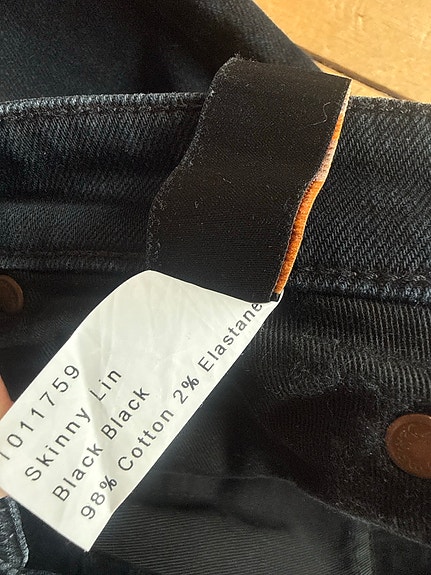 1011759
Skinny Lin
Black Black
98% Cotton 2% Elastane